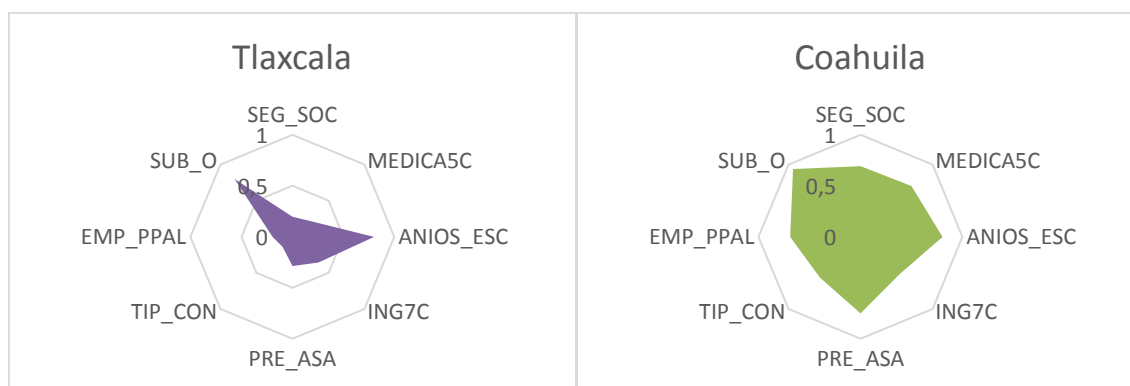 Tlaxcala
SEG_SOC
1
SUB_O
MEDICA5C
0,5
EMP_PPAL
0
ANIOS_ESC
TIP_CON
ING7C
PRE_ASA
Coahuila
SEG_SOC
1
SUB_O
MEDICA5C
0,5
EMP_PPAL
0
ANIOS_ESC
TIP_CON
ING7C
PRE_ASA